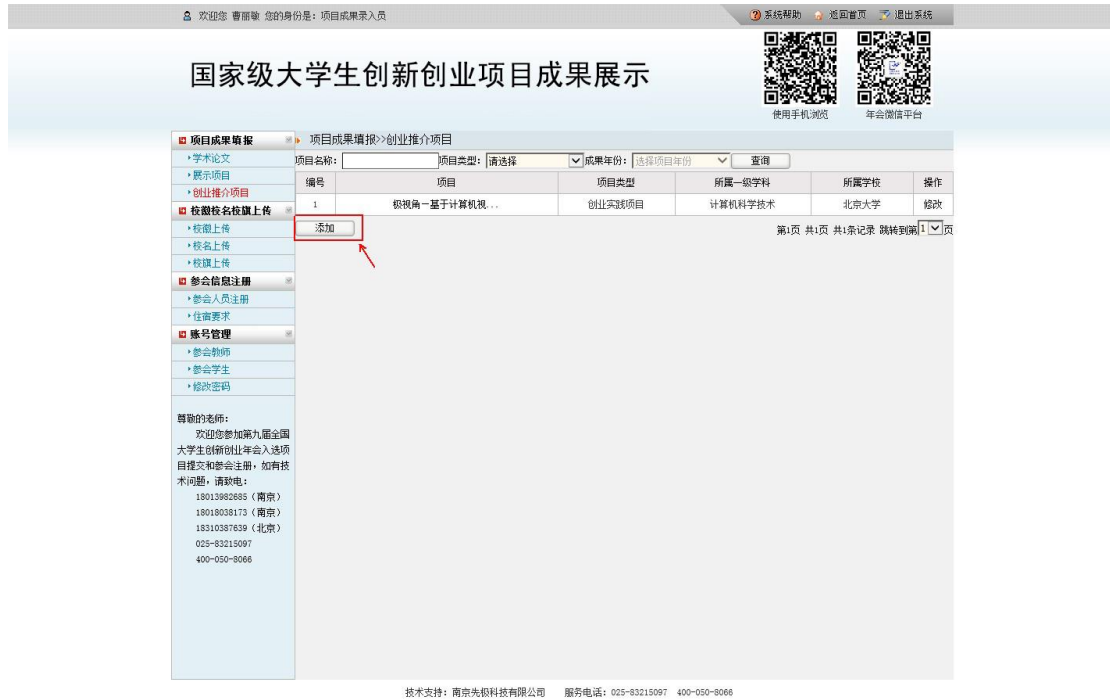 欢迎您 曹丽敏 您的身份是：项目成果录入员
系统帮助 返回首页 退出系统
国家级大学生创新创业项目成果展示
使用手机浏览 年会微信平台
项目成果填报
学术论文
展示项目
创业推介项目
校徽校名校旗上传
校徽上传
校名上传
校旗上传
参会信息注册
参会人员注册
住宿要求
账号管理
参会教师
参会学生
修改密码
尊敬的老师：
欢迎您参加第九届全国
大学生创新创业年会入选项
目提交和参会注册，如有技
术问题，请致电：
18013982685（南京）
18018038173（南京）
18310387639（北京）
025-83215097
400-050-8066
项目成果填报>>创业推介项目
项目名称： 项目类型： 请选择 成果年份： 选择项目年份 查询
编号 项目 项目类型 所属一级学科 所属学校 操作
1 极视角－基于计算机视... 创业实践项目 计算机科学技术 北京大学 修改
添加 第1页 共1页 共1条记录 跳转到第 1 页
技术支持：南京先极科技有限公司 服务电话：025-83215097 400-050-8066